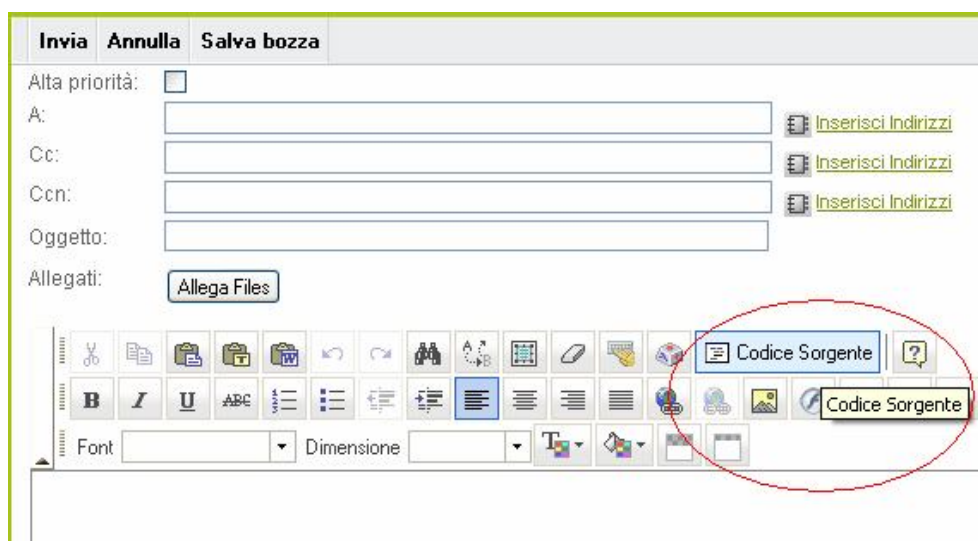 Invia Annulla Salva bozza
Alta priorità:
A: Inserisci Indirizzi
Cc: Inserisci Indirizzi
Ccn: Inserisci Indirizzi
Oggetto:
Allegati: Allega Files
Codice Sorgente
B I U ABC
Codice Sorgente
Font Dimensione